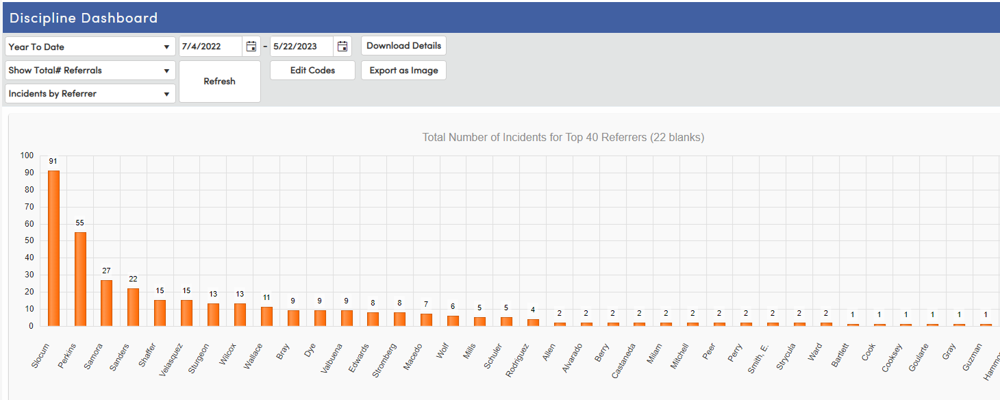 Discipline Dashboard
Year To Date 7/4/2022 - 5/22/2023 Download Details
Show Total# Referrals Refresh Edit Codes Export as Image
Incidents by Referrer
Total Number of Incidents for Top 40 Referrers (22 blanks)
100
90
80
70
60
50
40
30
20
10
0
91 55 27 22 15 15 13 13 11 9 9 9 8 8 7 6 5 5 4 2 2 2 2 2 2 2 2 2 2 2 1 1 1 1 1 1
Slocum
Perkins
Samora
Sanders
Shaffer
Velasquez
Sturgeon
Wilcox
Wallace
Bray
Dye
Valbuena
Edwards
Stromberg
Macedo
Wolf
Mills
Schuler
Rodriguez
Allen
Alvarado
Berry
Castaneda
Milam
Mitchell
Peer
Perry
Smith, E.
Strycula
Ward
Bartlett
Cook
Cooksey
Goularte
Gray
Guzman